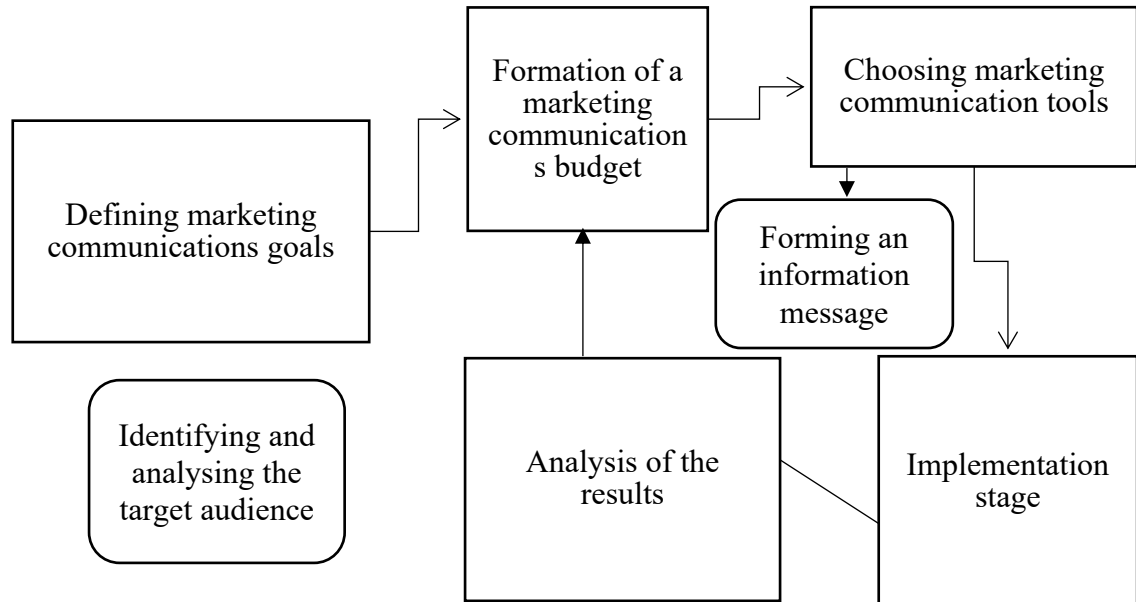 Defining marketing
communications goals
Formation of a
marketing
communication
s budget
Choosing marketing
communication tools
Forming an
information
message
Identifying and
analysing the
target audience
Analysis of the
results
Implementation
stage